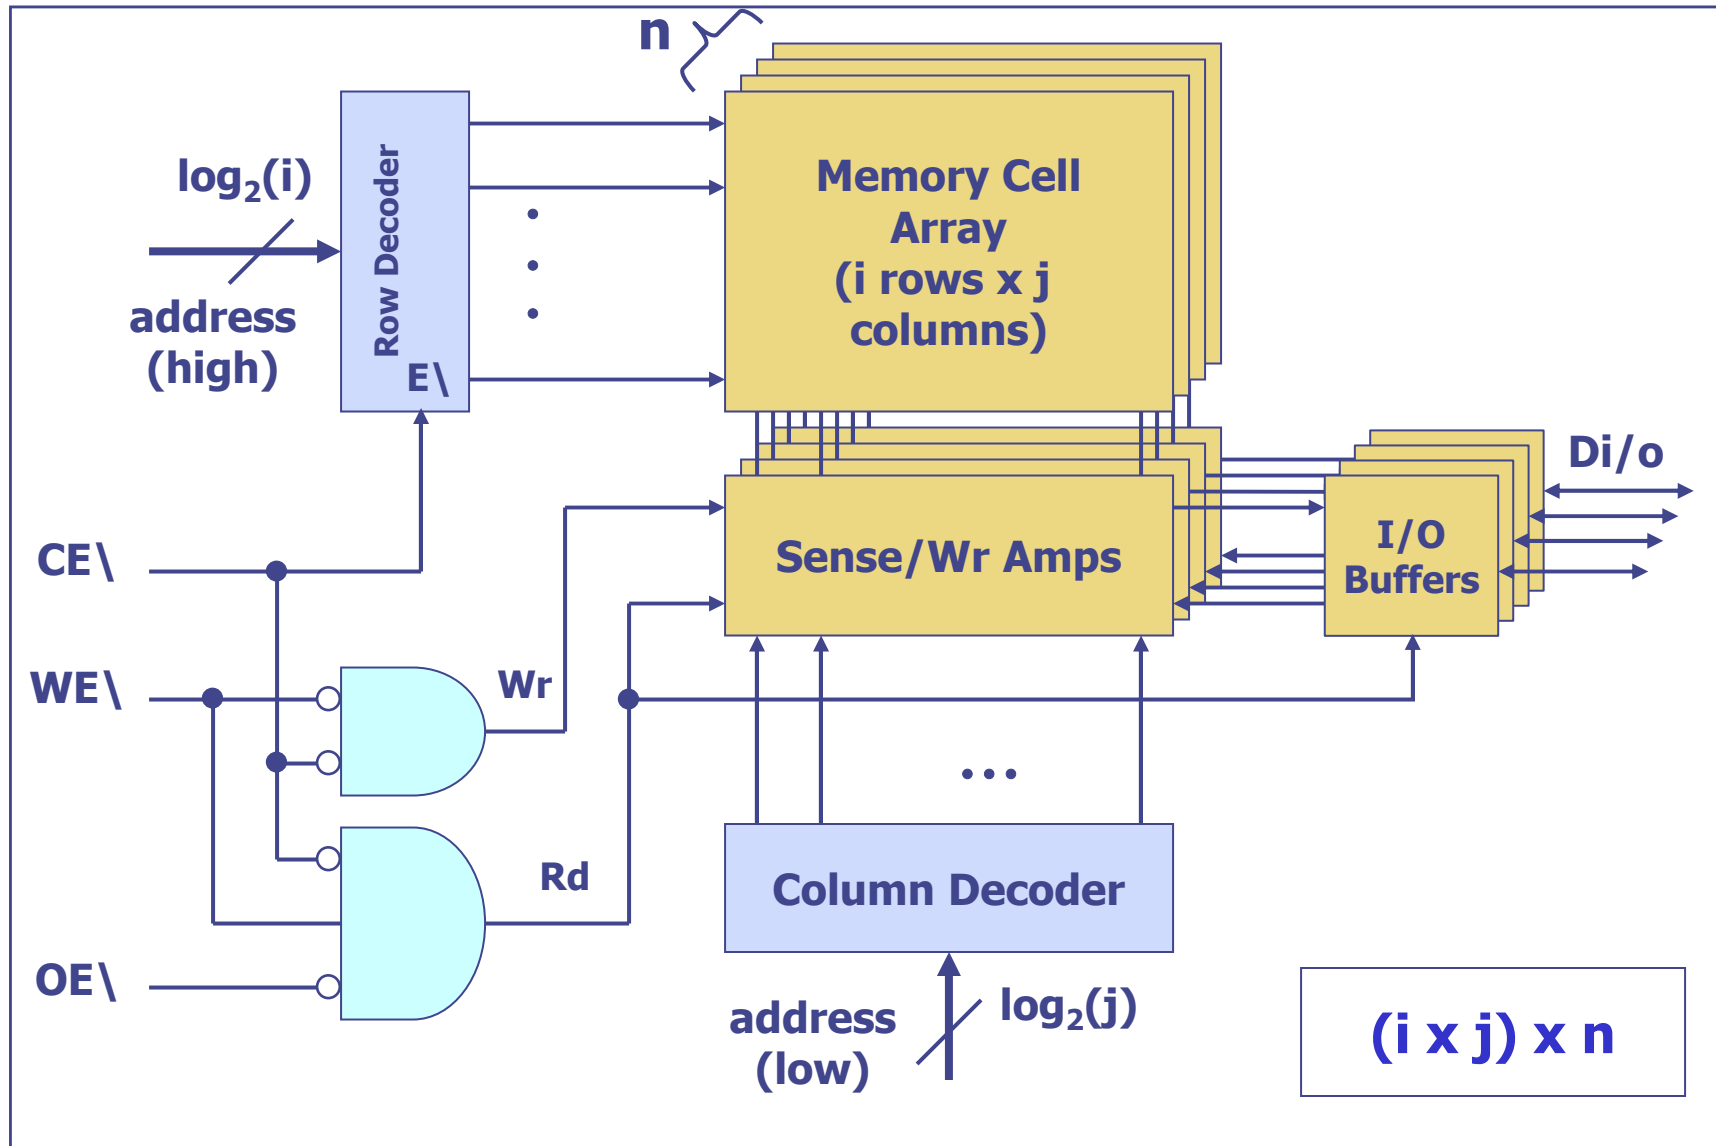 n
log₂(i)
address
(high)
Row Decoder
E\
Memory Cell
Array
(i rows x j
columns)
Di/o
I/O
Buffers
Sense/Wr Amps
CE\
WE\
Wr
Rd
OE\
...
Column Decoder
address
(low)
log₂(j)
(i x j) x n